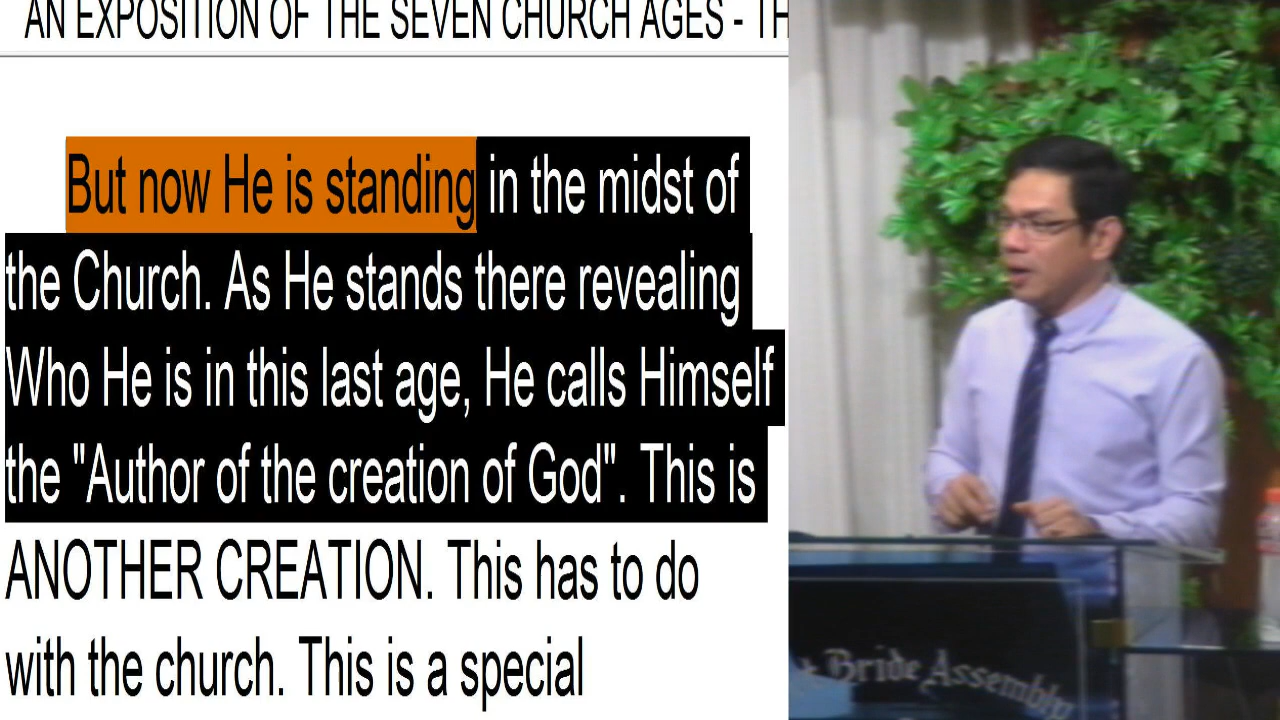 AN EXPOSITION OF THE SEVEN CHURCH AGES - TH
But now He is standing in the midst of
the Church. As He stands there revealing
Who He is in this last age, He calls Himself
the "Author of the creation of God". This is
ANOTHER CREATION. This has to do
with the church. This is a special
Bride Assembly